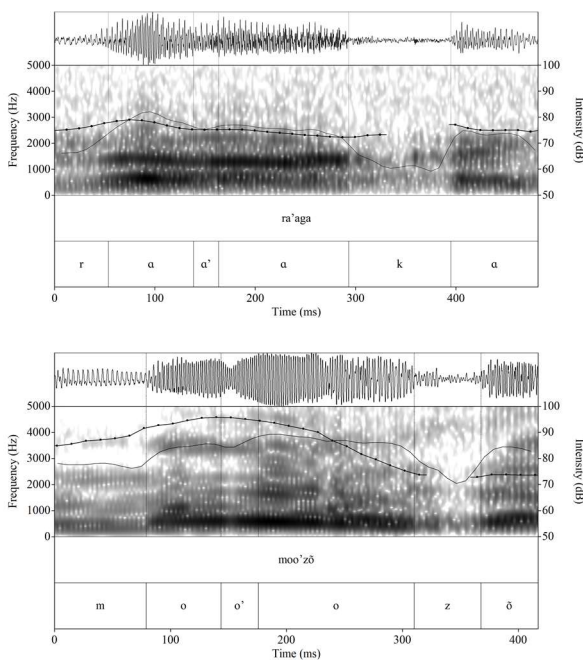 5000
100
4000
90
3000
80
2000
70
1000
60
0
50
Frequency (Hz)
Intensity (dB)
ra’aga
r ɑ ɑ’ ɑ k ɑ
0 100 200 300 400
Time (ms)
5000
100
4000
90
3000
80
2000
70
1000
60
0
50
Frequency (Hz)
Intensity (dB)
moo’zõ
m o o’ o z õ
0 100 200 300 400
Time (ms)